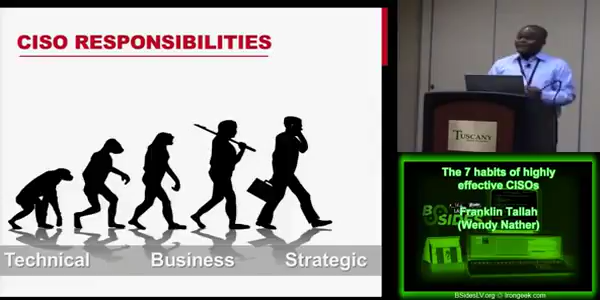 CISO RESPONSIBILITIES
Technical
Business
Strategic
TUSCANY
The 7 habits of highly
effective CISOs
Franklin Tallah
(Wendy Nather)
B SIDES
BSidesLV.org @ Irongeek.com